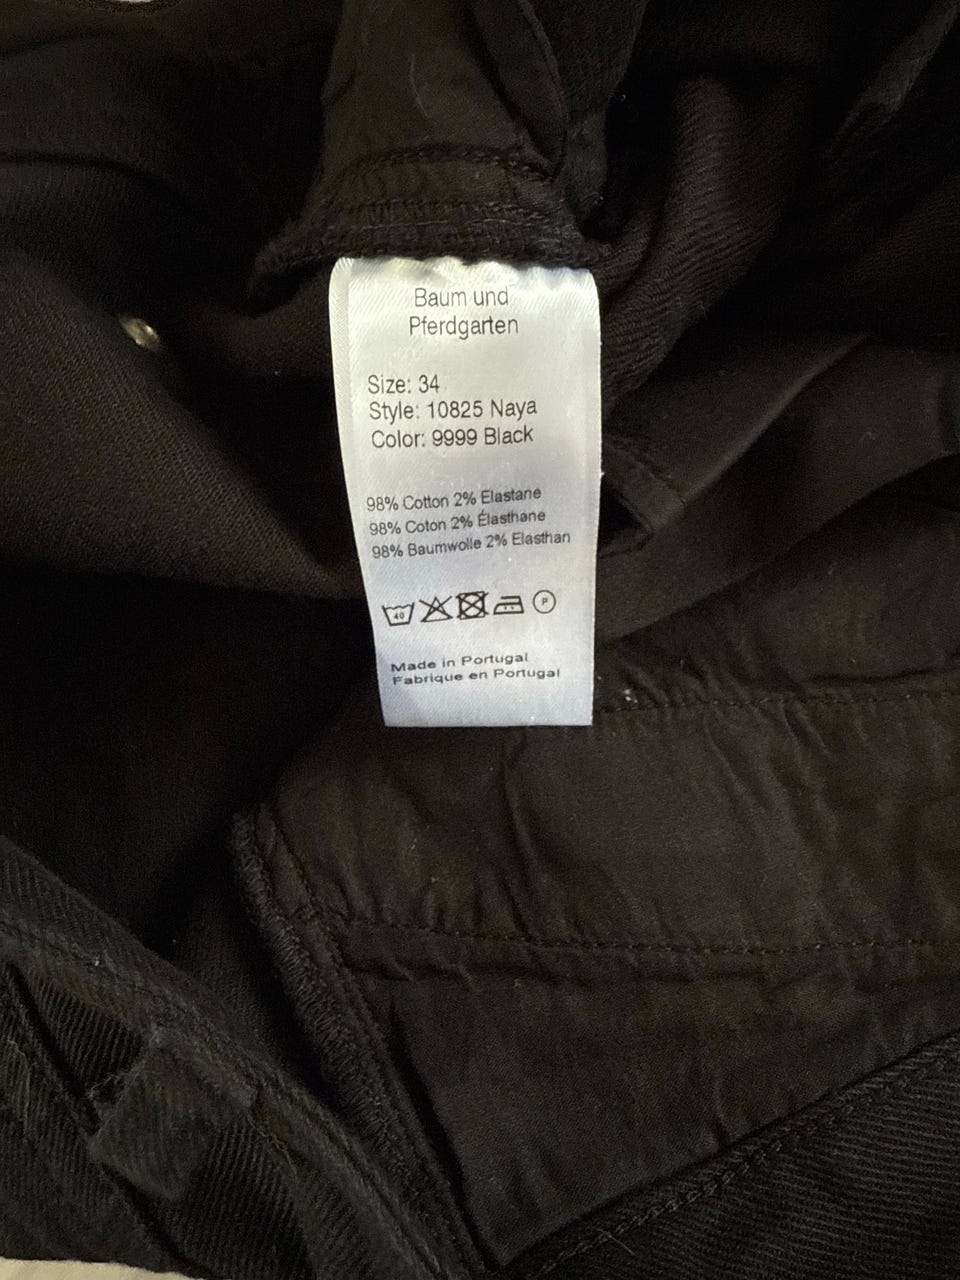 Baum und
Pferdgarten
Size: 34
Style: 10825 Naya
Color: 9999 Black
98% Cotton 2% Elastane
98% Coton 2% Élasthane
98% Baumwolle 2% Elasthan
40
P
Made in Portugal
Fabrique en Portugal